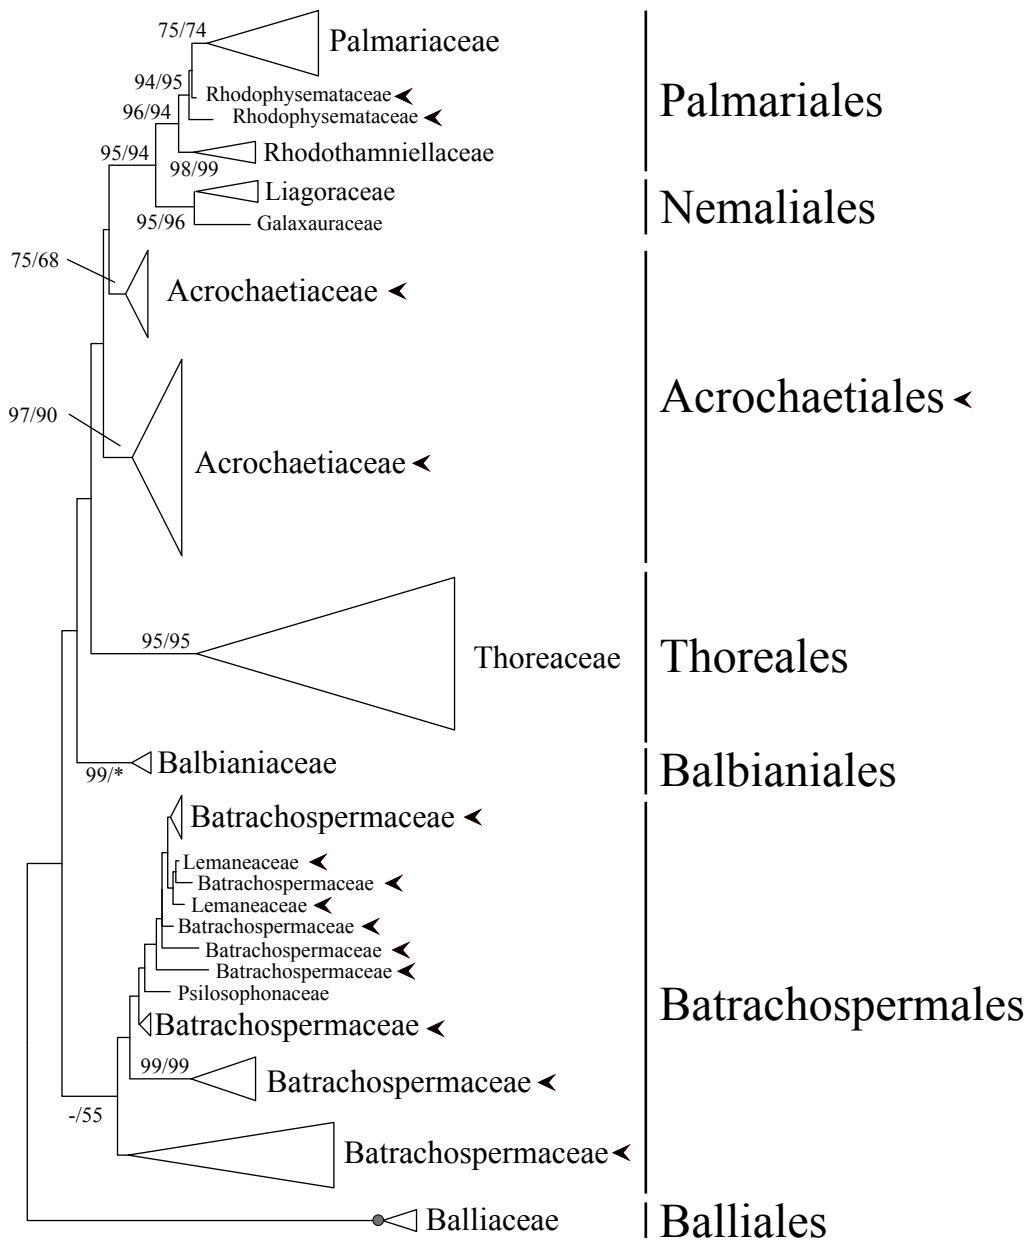 75/74
Palmariaceae
94/95
Rhodophysemataceae
96/94
Rhodophysemataceae
95/94
Rhodothamniellaceae
98/99
Palmariales
Liagoraceae
95/96
Galaxauraceae
Nemaliales
75/68
Acrochaetiaceae
97/90
Acrochaetiaceae
Acrochaetiales
95/95
Thoreaceae
Thoreales
99/*
Balbianiaceae
Balbianiales
Batrachospermaceae
Lemaneaceae
Batrachospermaceae
Lemaneaceae
Batrachospermaceae
Batrachospermaceae
Batrachospermaceae
Psilosophonaceae
Batrachospermaceae
99/99
Batrachospermaceae
-/55
Batrachospermaceae
Batrachospermales
Balliaceae
Balliales